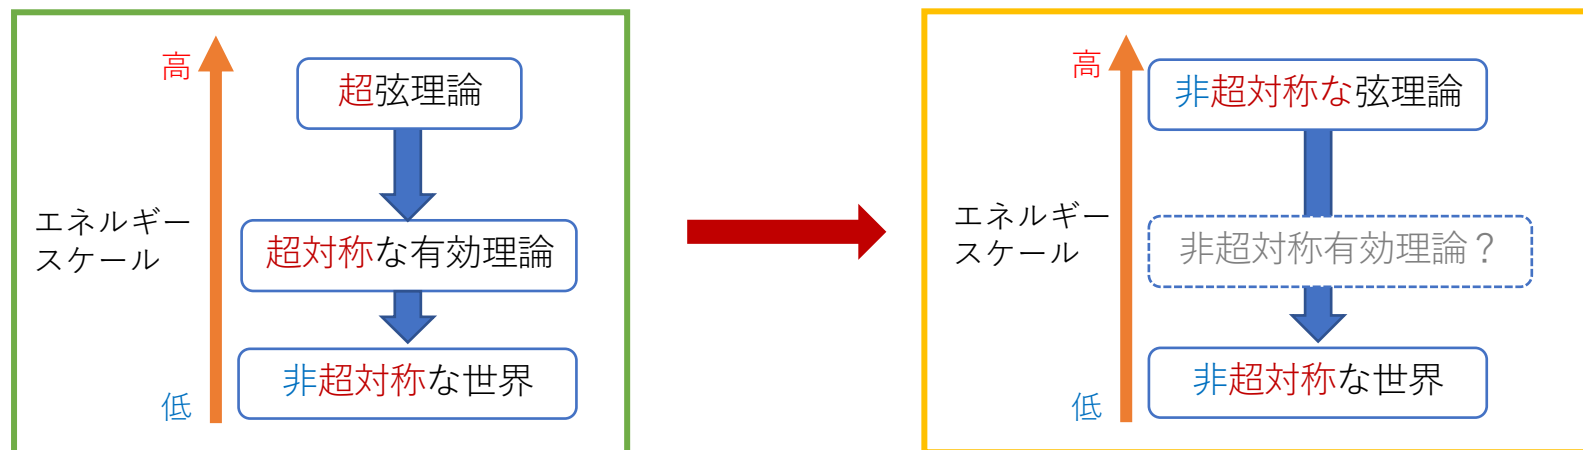 高
超弦理論
エネルギー
スケール
超対称な有効理論
非超対称な世界
低
高
非超対称な弦理論
エネルギー
スケール
非超対称有効理論？
非超対称な世界
低